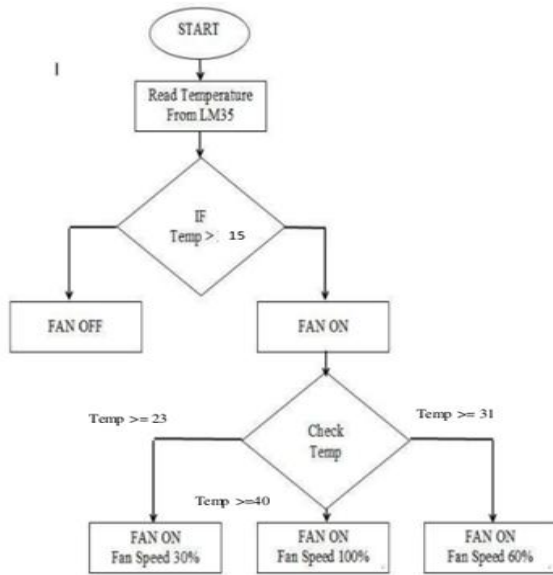 START
I
Read Temperature
From LM35
IF
Temp > 15
FAN OFF
FAN ON
Temp >= 23
Check
Temp
Temp >= 31
Temp >=40
FAN ON
Fan Speed 30%
FAN ON
Fan Speed 100%
FAN ON
Fan Speed 60%